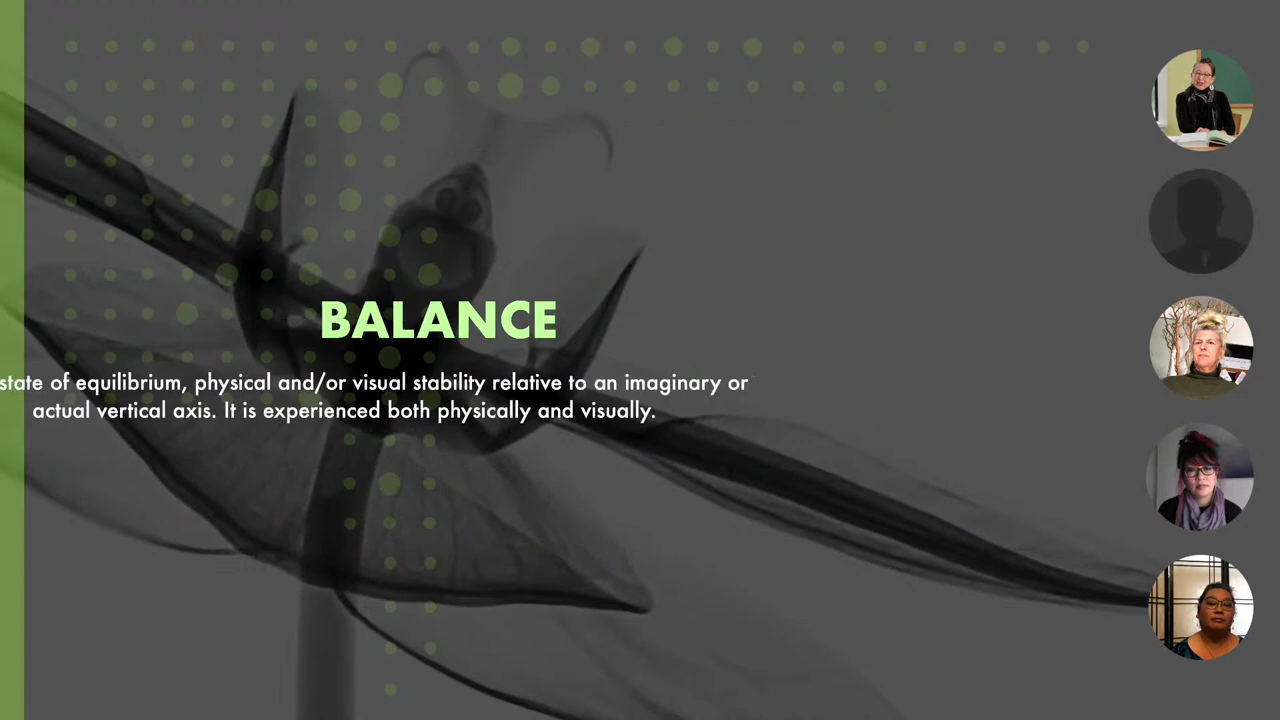 BALANCE
state of equilibrium, physical and/or visual stability relative to an imaginary or
actual vertical axis. It is experienced both physically and visually.